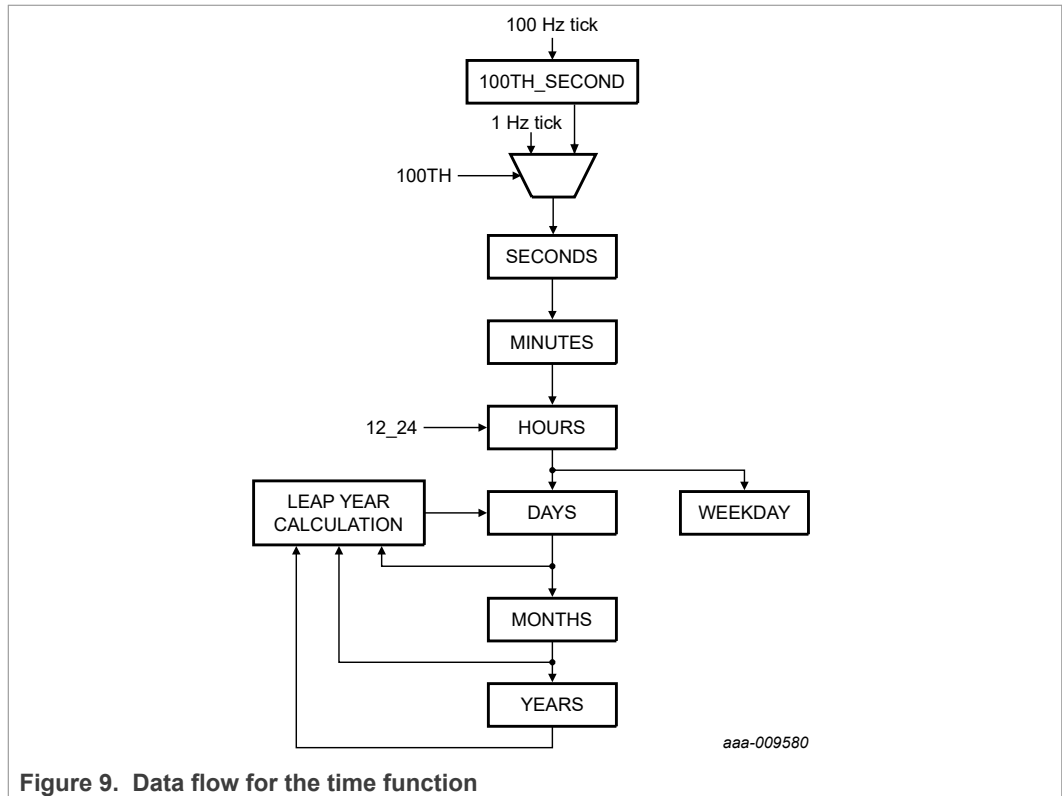 100 Hz tick
100TH_SECOND
1 Hz tick
100TH
SECONDS
MINUTES
12_24
HOURS
LEAP YEAR
CALCULATION
DAYS
WEEKDAY
MONTHS
YEARS
aaa-009580
Figure 9. Data flow for the time function